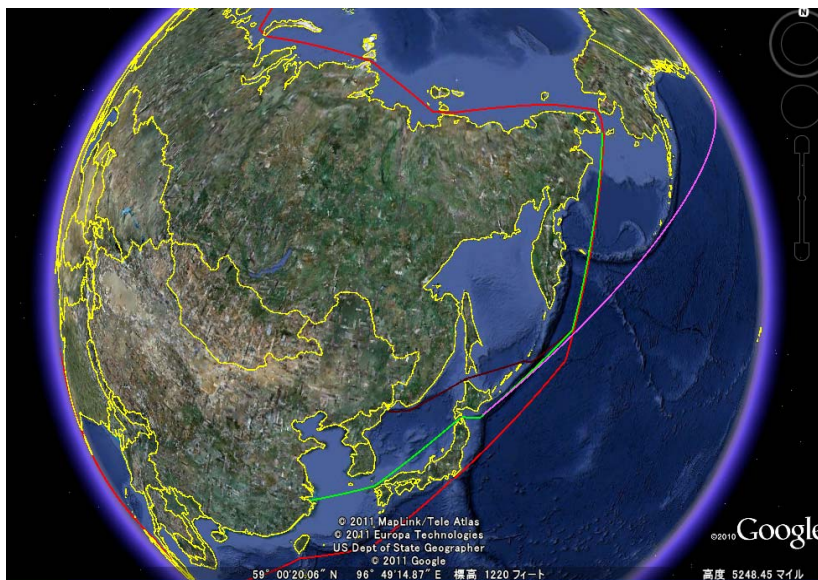 N
© 2011 MapLink/Tele Atlas
© 2011 Europa Technologies
US Dept of State Geographer
© 2011 Google
©2010 Google
59° 00'20.06" N 96° 49'14.87" E 標高 1220 フィート 高度 5248.45 マイル